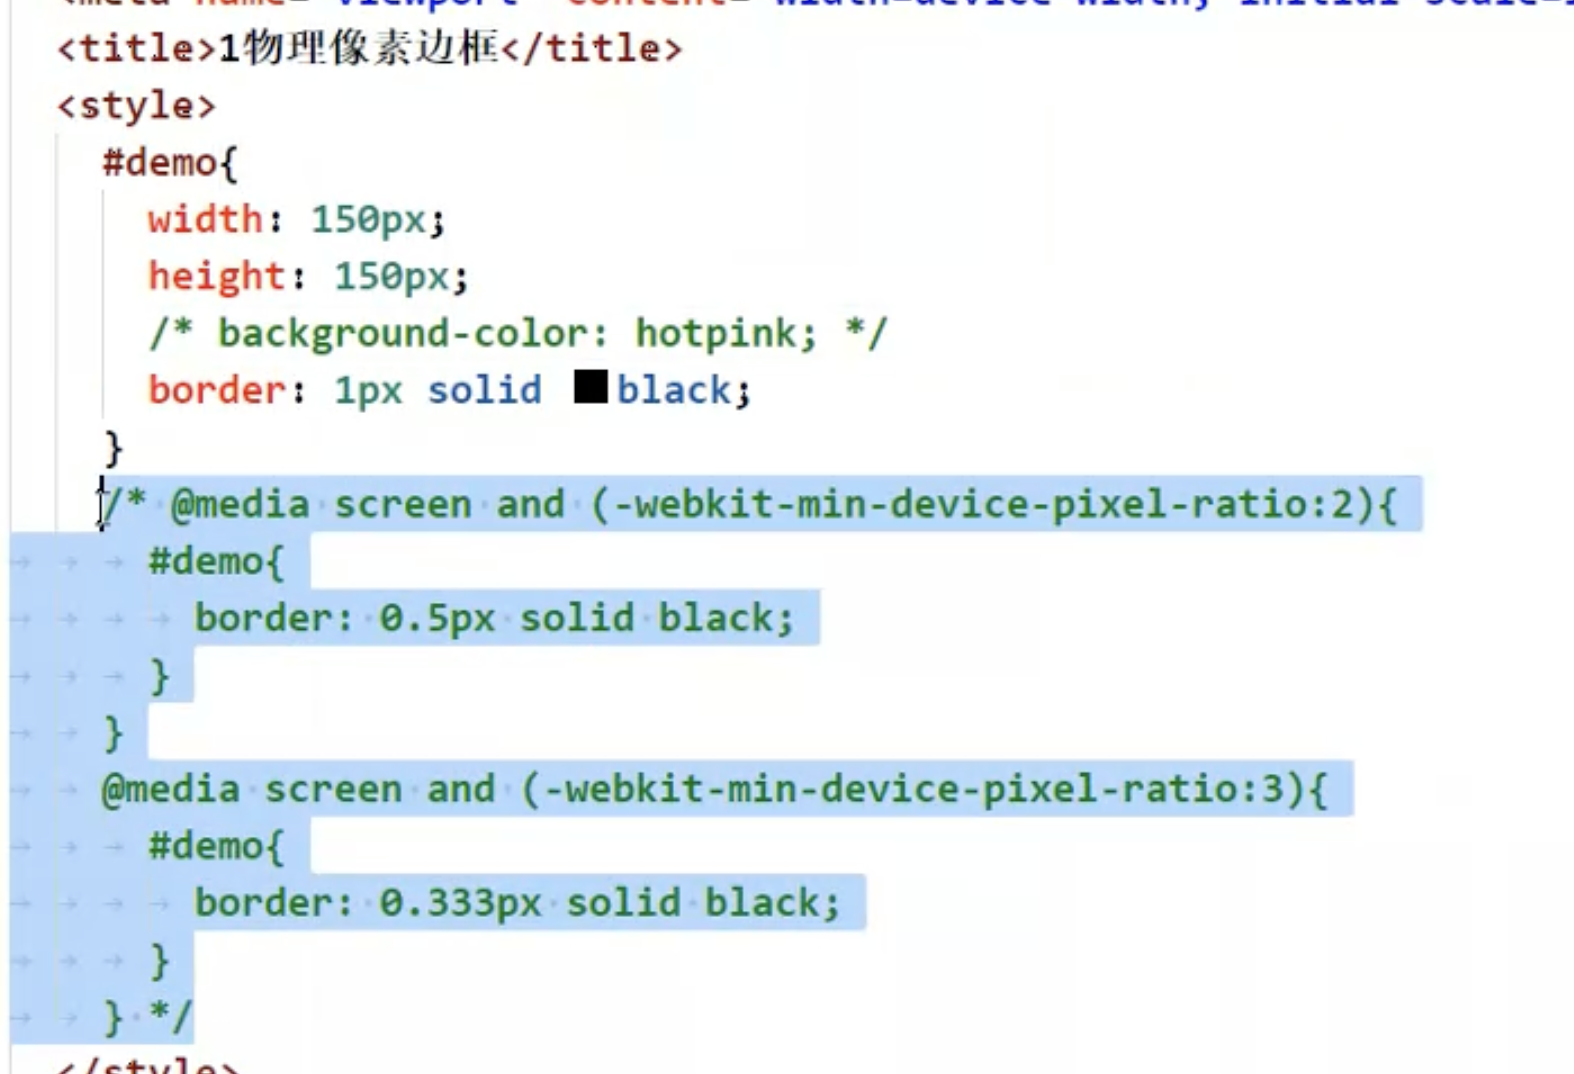 <meta name="viewport" content="width=device-width, initial-scale=
<title>1物理像素边框</title>
<style>
#demo{
width: 150px;
height: 150px;
/* background-color: hotpink; */
border: 1px solid black;
}
/* @media screen and (-webkit-min-device-pixel-ratio:2){
#demo{
border: 0.5px solid black;
}
}
@media screen and (-webkit-min-device-pixel-ratio:3){
#demo{
border: 0.333px solid black;
}
} */
</style>